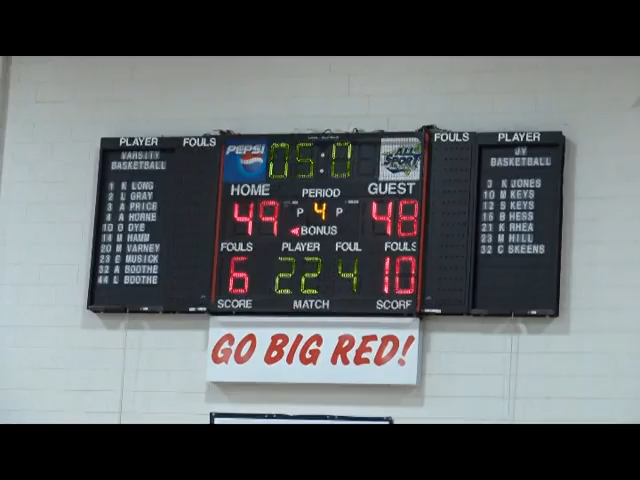 PLAYER FOULS
VARSITY
BASKETBALL
1 K LONG
2 L GRAY
3 A PRICE
4 A HORNE
10 O DYE
14 M HAMM
20 M VARNEY
23 E MUSICK
32 A BOOTHE
44 L BOOTHE
PEPSI
05:0
ALL SPORT
HOME PERIOD GUEST
49 P 4 P 48
BONUS
FOULS PLAYER FOUL FOULS
6 22 4 10
SCORE MATCH SCORE
FOULS PLAYER
JV
BASKETBALL
3 K JONES
10 M KEYS
12 S KEYS
15 B HESS
21 K RHEA
23 M HILL
32 C SKEENS
GO BIG RED!